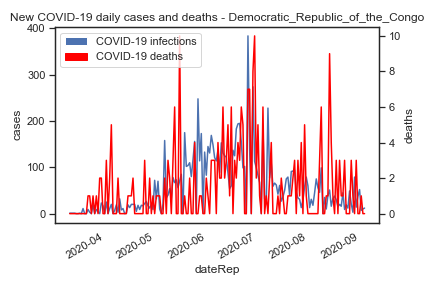 New COVID-19 daily cases and deaths - Democratic_Republic_of_the_Congo
COVID-19 infections
COVID-19 deaths
400
300
200
100
0
cases
10
8
6
4
2
0
deaths
2020-04
2020-05
2020-06
2020-07
2020-08
2020-09
dateRep